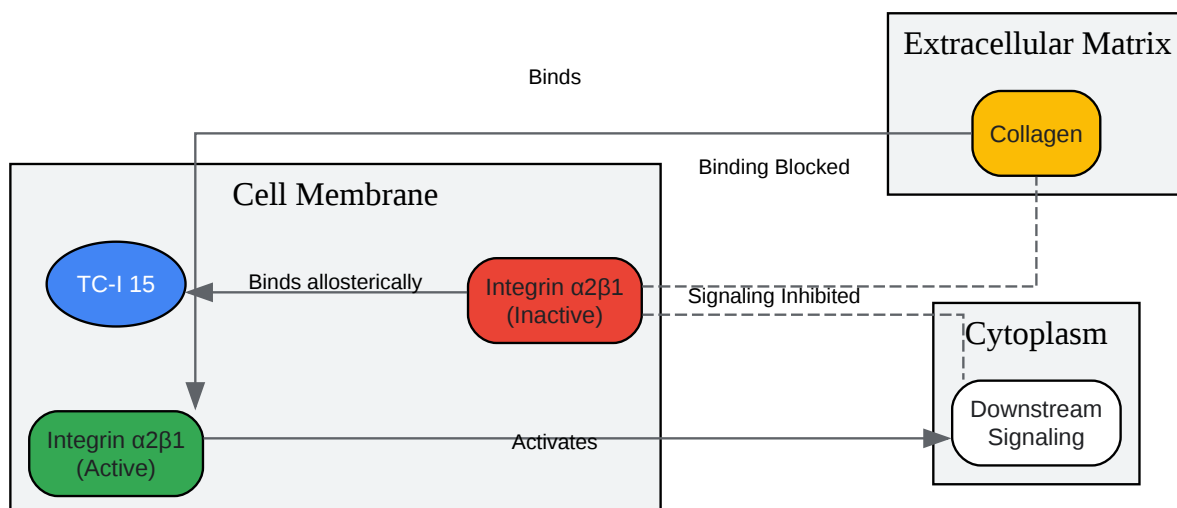 Extracellular Matrix
Binds
Collagen
Binding Blocked
Cell Membrane
TC-I 15
Binds allosterically
Integrin α2β1
(Inactive)
Signaling Inhibited
Cytoplasm
Downstream
Signaling
Integrin α2β1
(Active)
Activates